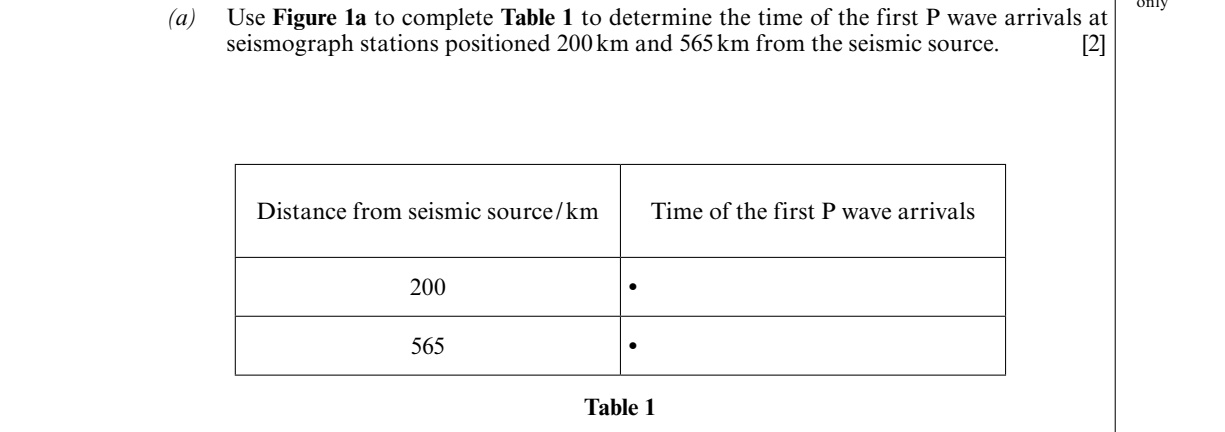 only
(a) Use Figure 1a to complete Table 1 to determine the time of the first P wave arrivals at
seismograph stations positioned 200 km and 565 km from the seismic source. [2]
Distance from seismic source/km Time of the first P wave arrivals
200 •
565 •
Table 1